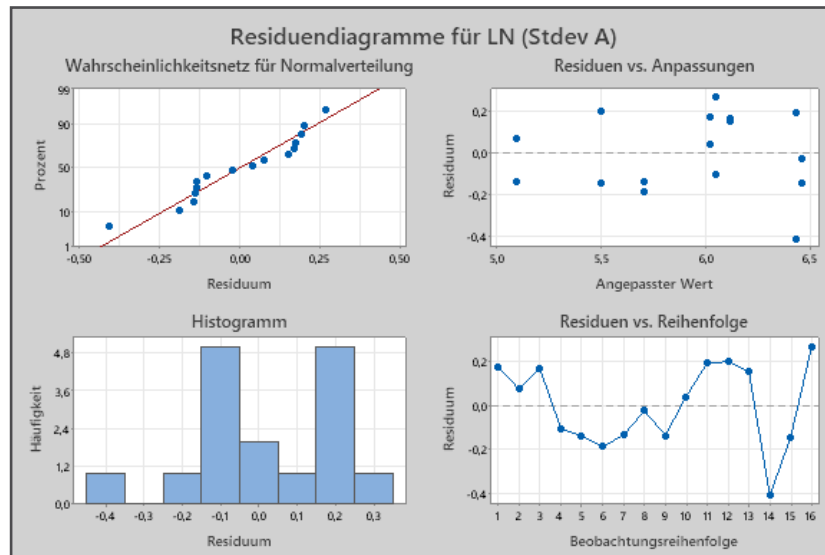 Residuendiagramme für LN (Stdev A)
Wahrscheinlichkeitsnetz für Normalverteilung
99
90
50
10
1
Prozent
-0,50 -0,25 0,00 0,25 0,50
Residuum
Residuen vs. Anpassungen
0,2
0,0
-0,2
-0,4
Residuum
5,0 5,5 6,0 6,5
Angepasster Wert
Histogramm
4,8
3,6
2,4
1,2
0,0
Häufigkeit
-0,4 -0,3 -0,2 -0,1 0,0 0,1 0,2 0,3
Residuum
Residuen vs. Reihenfolge
0,2
0,0
-0,2
-0,4
Residuum
1 2 3 4 5 6 7 8 9 10 11 12 13 14 15 16
Beobachtungsreihenfolge